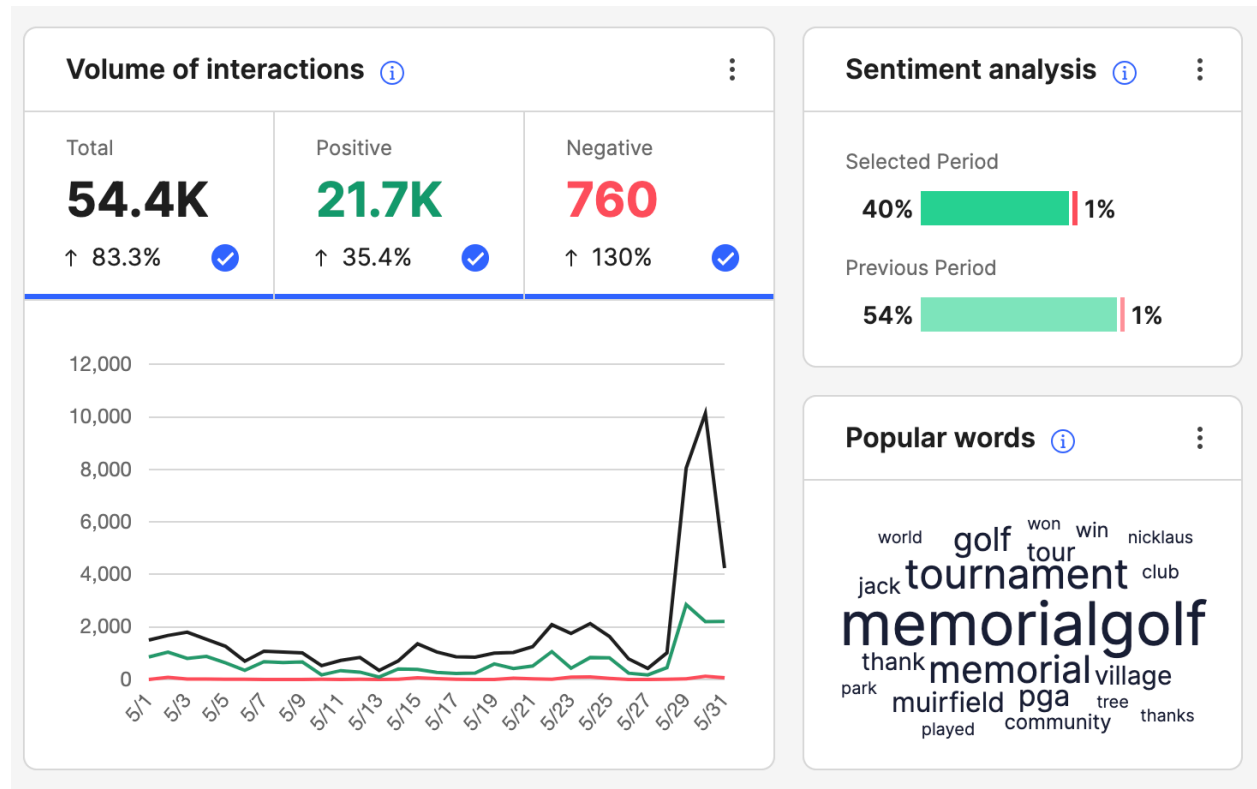 Volume of interactions
Total
54.4K
↑ 83.3%
Positive
21.7K
↑ 35.4%
Negative
760
↑ 130%
12,000
10,000
8,000
6,000
4,000
2,000
0
5/1 5/3 5/5 5/7 5/9 5/11 5/13 5/15 5/17 5/19 5/21 5/23 5/25 5/27 5/29 5/31
Sentiment analysis
Selected Period
40% 1%
Previous Period
54% 1%
Popular words
world golf won win nicklaus
tour
jack tournament club
memorialgolf
thank memorial village
park muirfield pga tree thanks
played community